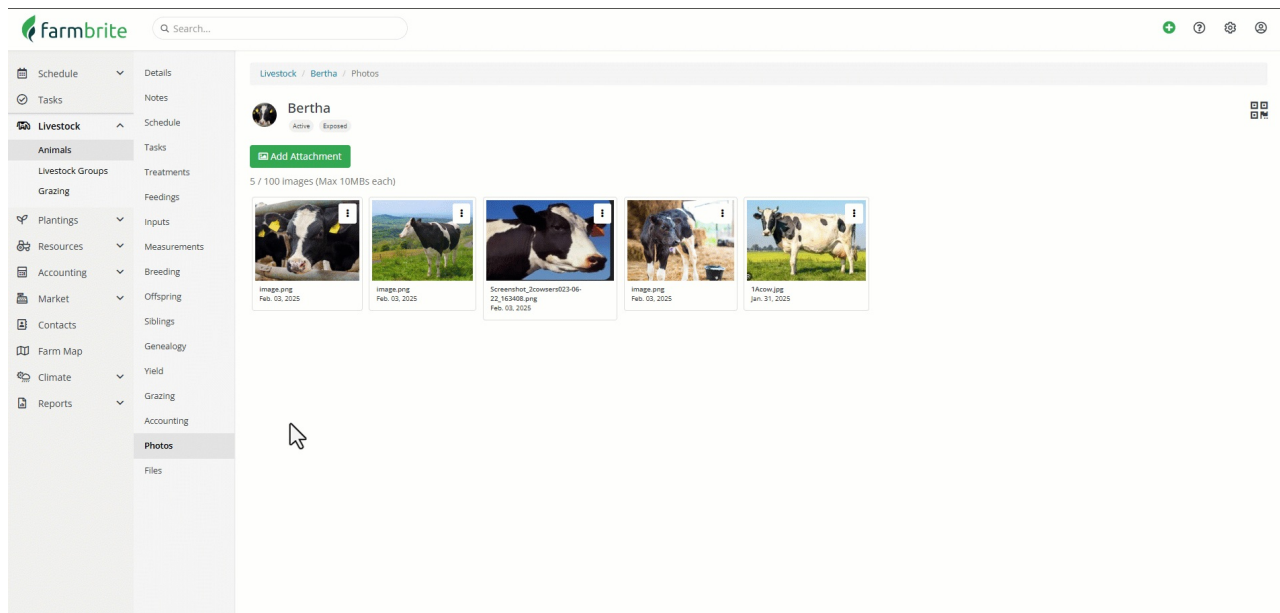 farmbrite
Search...
Schedule
Tasks
Livestock
Animals
Livestock Groups
Grazing
Plantings
Resources
Accounting
Market
Contacts
Farm Map
Climate
Reports
Details
Notes
Schedule
Tasks
Treatments
Feedings
Inputs
Measurements
Breeding
Offspring
Siblings
Genealogy
Yield
Grazing
Accounting
Photos
Files
Livestock / Bertha / Photos
Bertha
Active Exposed
Add Attachment
5 / 100 images (Max 10MBs each)
image.png
Feb. 03, 2025
image.png
Feb. 03, 2025
Screenshot_2cowsers023-06-
22_163408.png
Feb. 03, 2025
image.png
Feb. 03, 2025
1Acow.jpg
Jan. 31, 2025